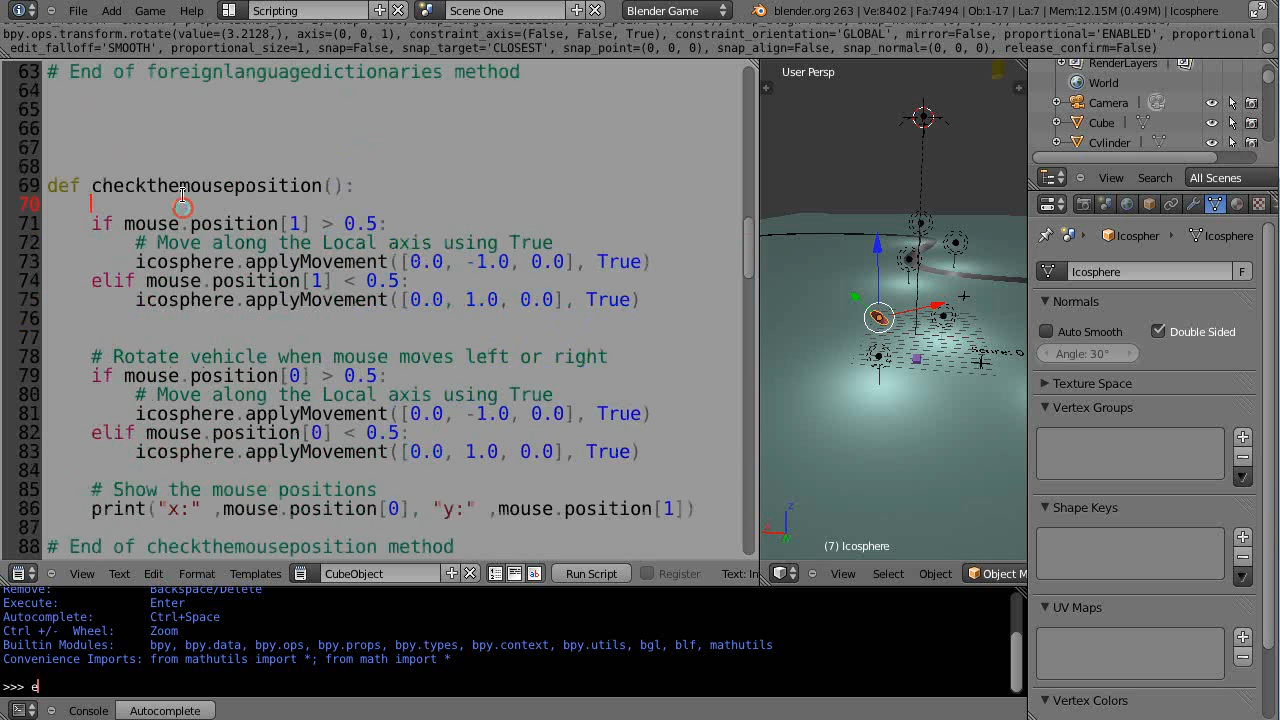 File Add Game Help Scripting Scene One Blender Game blender.org 263 | Ve:8402 | Fa:7494 | Ob:1-17 | La:7 | Mem:12.15M (0.49M) | Icosphere
bpy.ops.transform.rotate(value=(3.2128,), axis=(0, 0, 1), constraint_axis=(False, False, True), constraint_orientation='GLOBAL', mirror=False, proportional='ENABLED', proportional
_edit_falloff='SMOOTH', proportional_size=1, snap=False, snap_target='CLOSEST', snap_point=(0, 0, 0), snap_align=False, snap_normal=(0, 0, 0), release_confirm=False)
63 # End of foreignlanguagedictionaries method
64
65
66
67
68
69 def checkthemouseposition():
70
71 if mouse.position[1] > 0.5:
72 # Move along the Local axis using True
73 icosphere.applyMovement([0.0, -1.0, 0.0], True)
74 elif mouse.position[1] < 0.5:
75 icosphere.applyMovement([0.0, 1.0, 0.0], True)
76
77
78 # Rotate vehicle when mouse moves left or right
79 if mouse.position[0] > 0.5:
80 # Move along the Local axis using True
81 icosphere.applyMovement([0.0, -1.0, 0.0], True)
82 elif mouse.position[0] < 0.5:
83 icosphere.applyMovement([0.0, 1.0, 0.0], True)
84
85 # Show the mouse positions
86 print("x:" ,mouse.position[0], "y:" ,mouse.position[1])
87
88 # End of checkthemouseposition method
View Text Edit Format Templates CubeObject Run Script Register Text: In
Remove: Backspace/Delete
Execute: Enter
Autocomplete: Ctrl+Space
Ctrl +/- Wheel: Zoom
Builtin Modules: bpy, bpy.data, bpy.ops, bpy.props, bpy.types, bpy.context, bpy.utils, bgl, blf, mathutils
Convenience Imports: from mathutils import *; from math import *
>>> e
Console Autocomplete
User Persp
z
(7) Icosphere
View Select Object Object M
RenderLayers
World
Camera
Cube
Cylinder
View Search All Scenes
Icospher Icosphere
Icosphere F
Normals
Auto Smooth Double Sided
Angle: 30°
Texture Space
Vertex Groups
Shape Keys
UV Maps
Vertex Colors